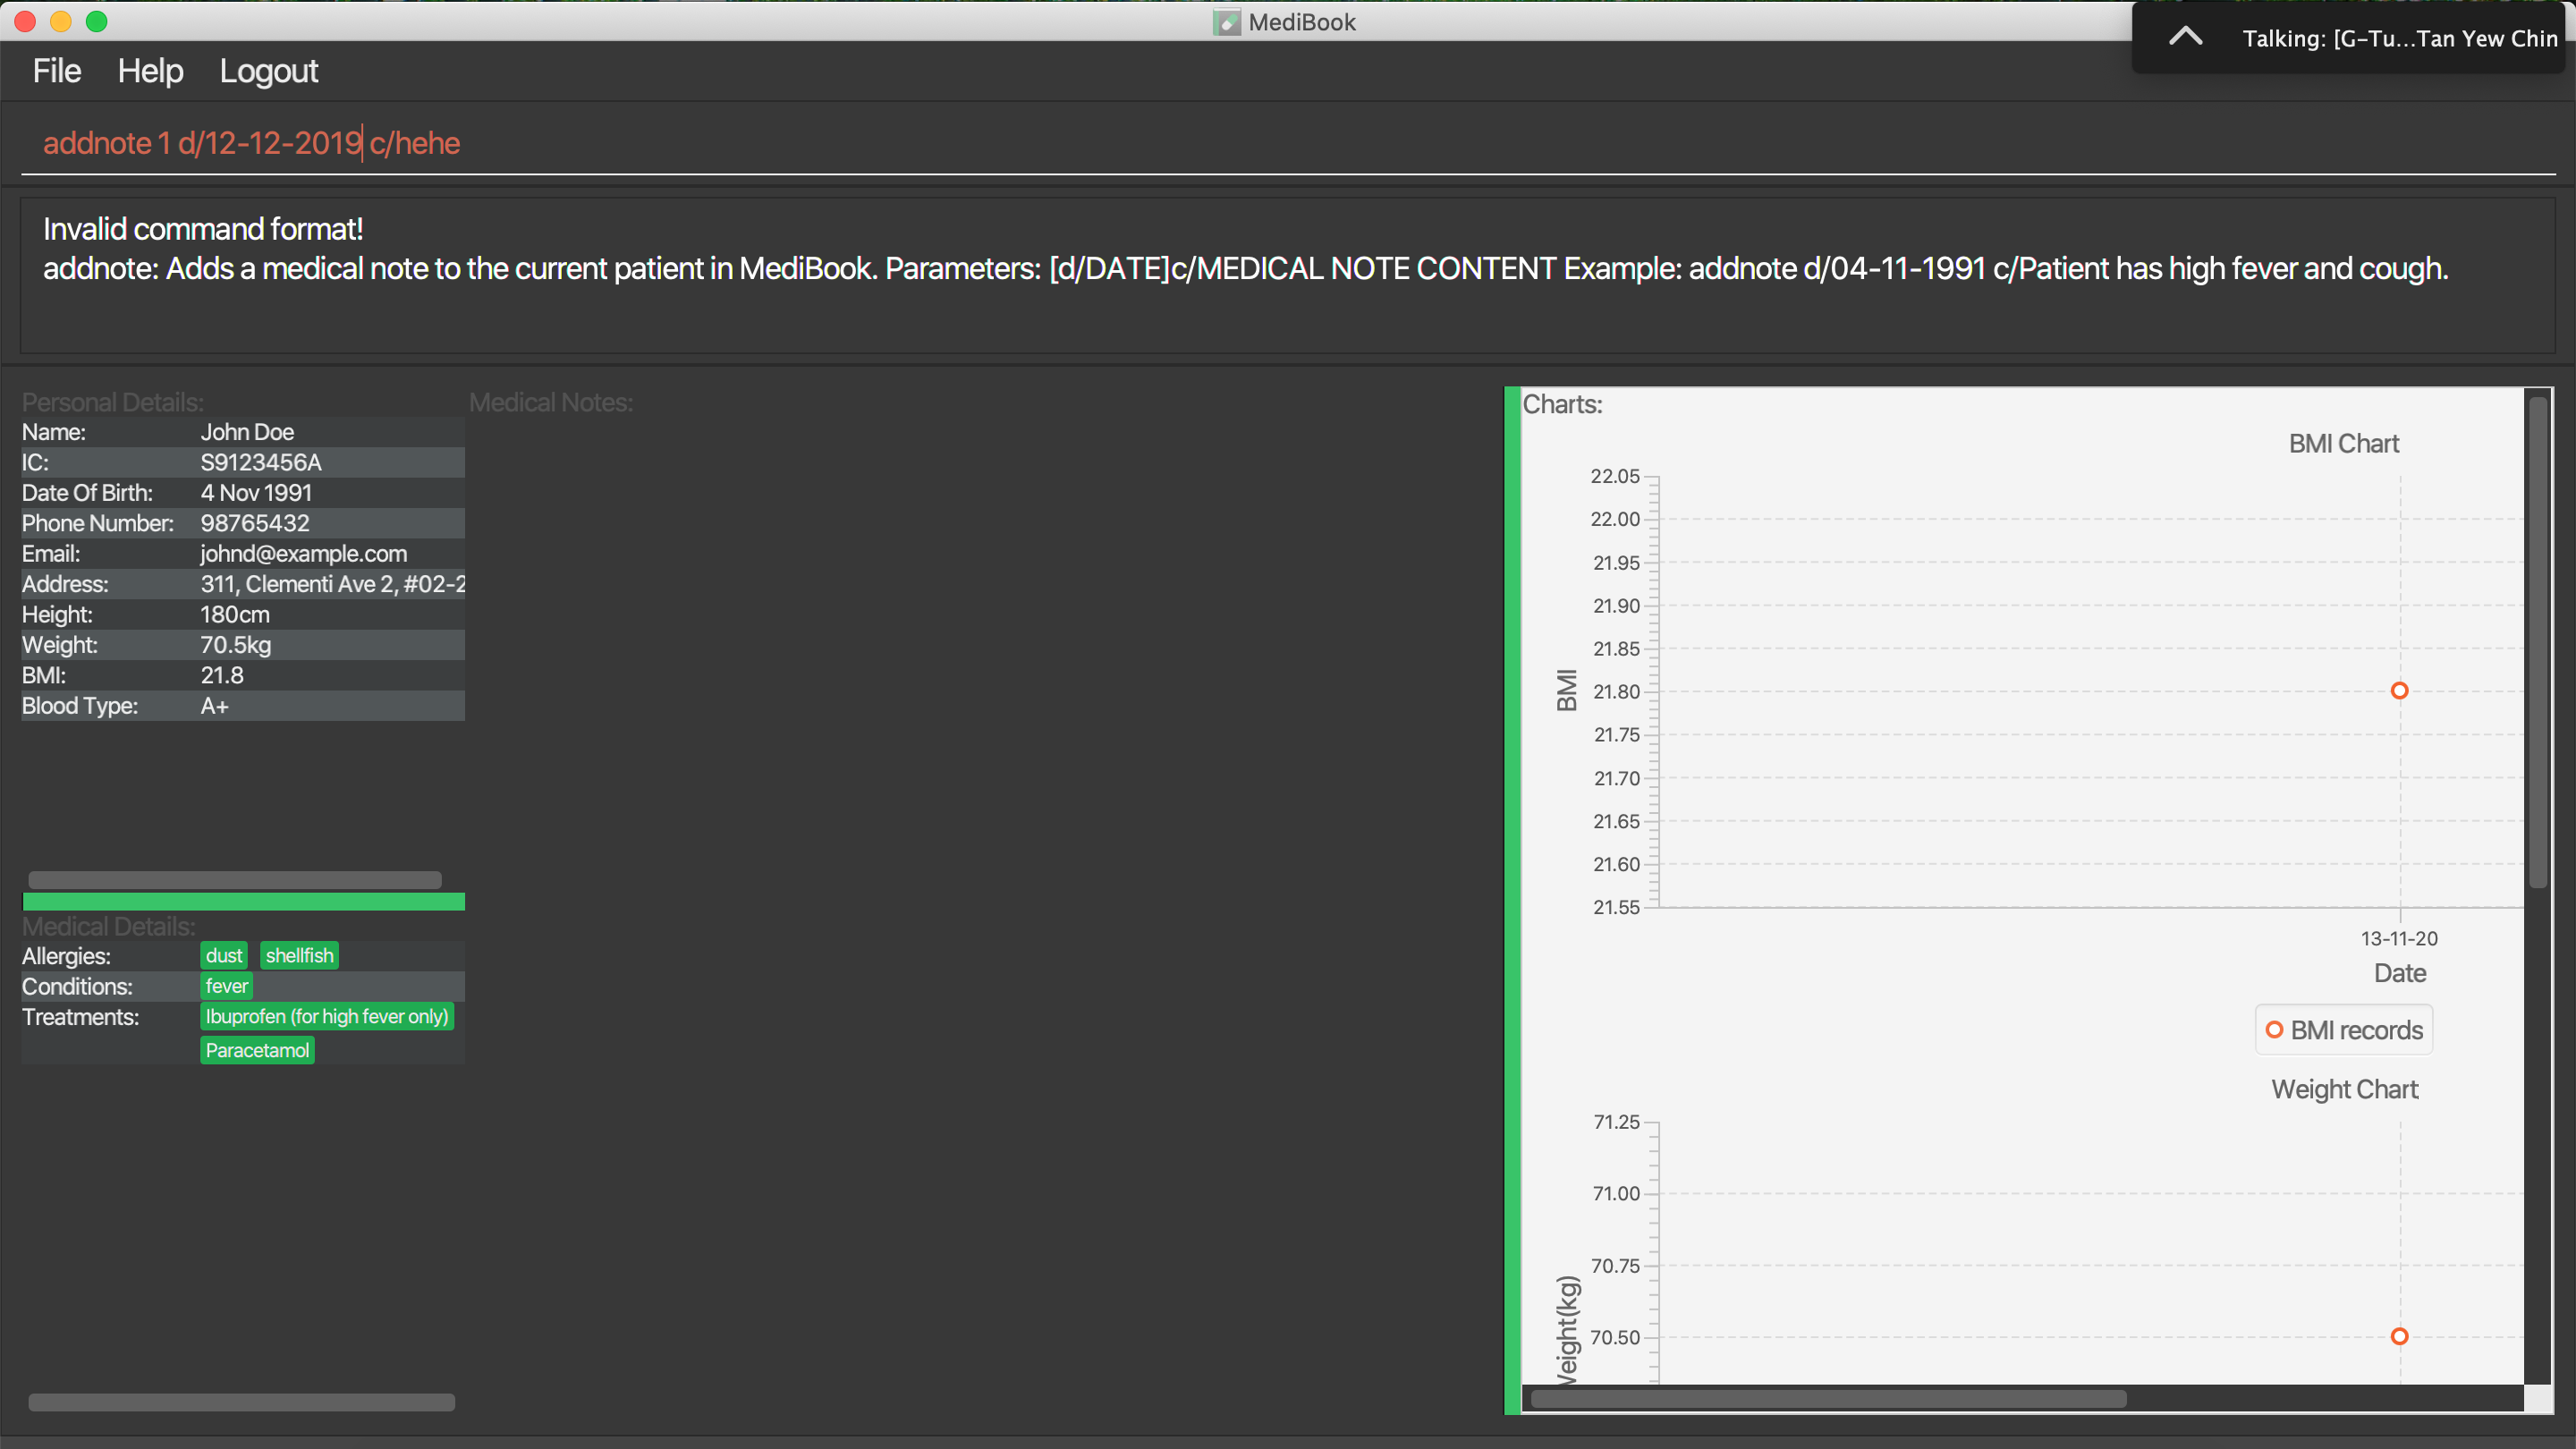 MediBook
Talking: [G-Tu...Tan Yew Chin
File Help Logout
addnote 1 d/12-12-2019 c/hehe
Invalid command format!
addnote: Adds a medical note to the current patient in MediBook. Parameters: [d/DATE]c/MEDICAL NOTE CONTENT Example: addnote d/04-11-1991 c/Patient has high fever and cough.
Personal Details:
Name: John Doe
IC: S9123456A
Date Of Birth: 4 Nov 1991
Phone Number: 98765432
Email: johnd@example.com
Address: 311, Clementi Ave 2, #02-2
Height: 180cm
Weight: 70.5kg
BMI: 21.8
Blood Type: A+
Medical Details:
Allergies: dust shellfish
Conditions: fever
Treatments: Ibuprofen (for high fever only)
Paracetamol
Medical Notes:
Charts:
BMI Chart
22.05
22.00
21.95
21.90
21.85
21.80
21.75
21.70
21.65
21.60
21.55
BMI
13-11-20
Date
BMI records
Weight Chart
71.25
71.00
70.75
70.50
Weight(kg)